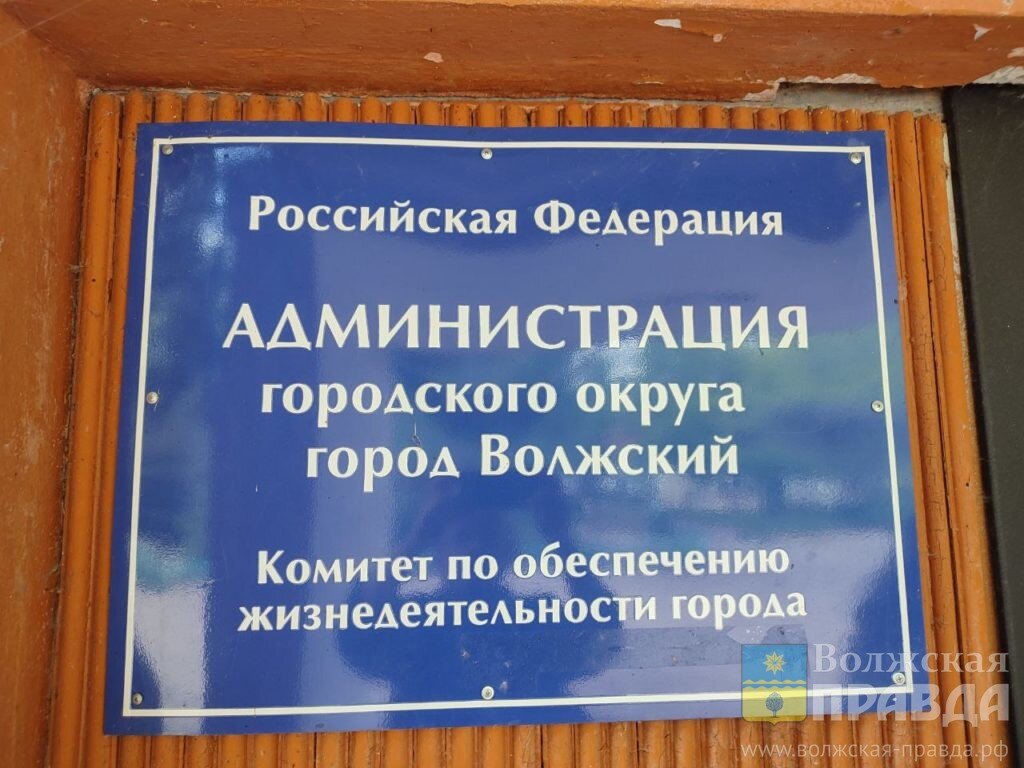 Российская Федерация
АДМИНИСТРАЦИЯ
городского округа
город Волжский
Комитет по обеспечению
жизнедеятельности города
Волжская
ПРАВДА
www.волжская-правда.рф